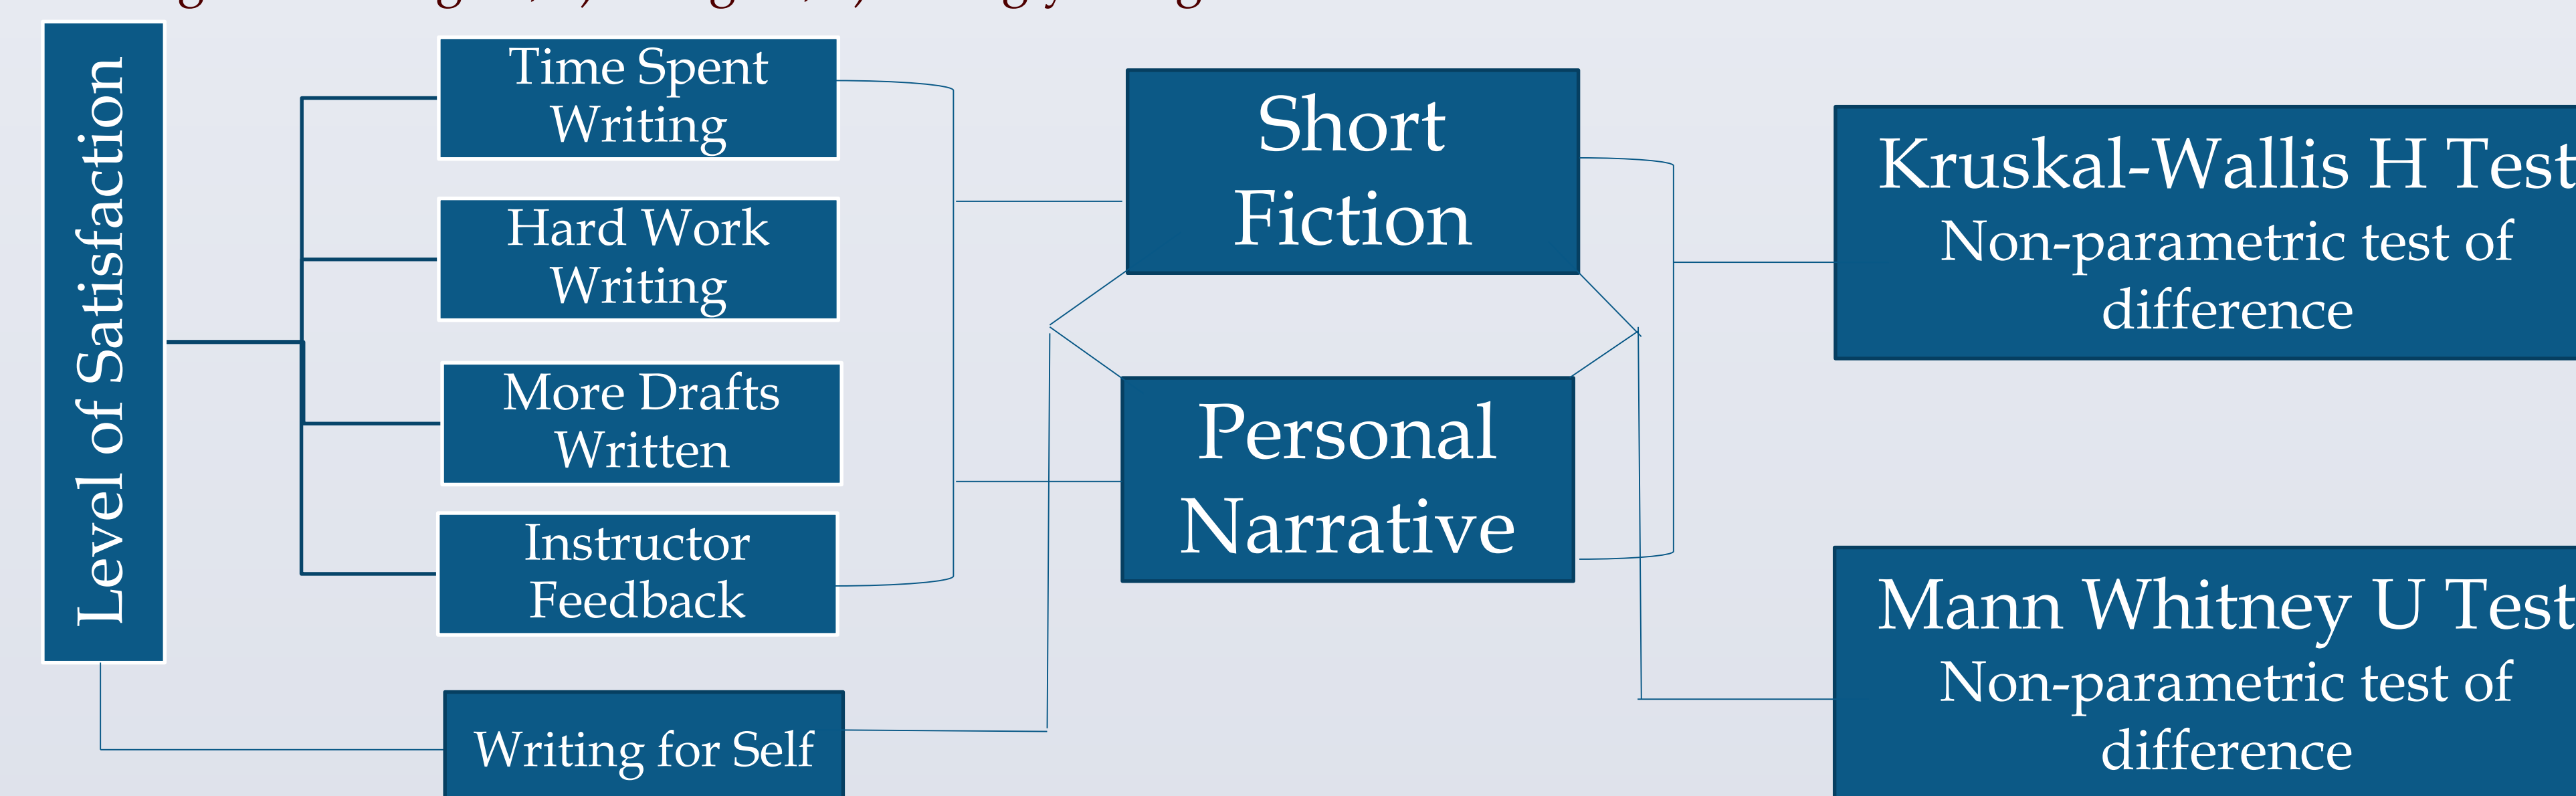 Level of Satisfaction
Time Spent
Writing
Hard Work
Writing
More Drafts
Written
Instructor
Feedback
Writing for Self
Short
Fiction
Personal
Narrative
Kruskal-Wallis H Test
Non-parametric test of
difference
Mann Whitney U Test
Non-parametric test of
difference